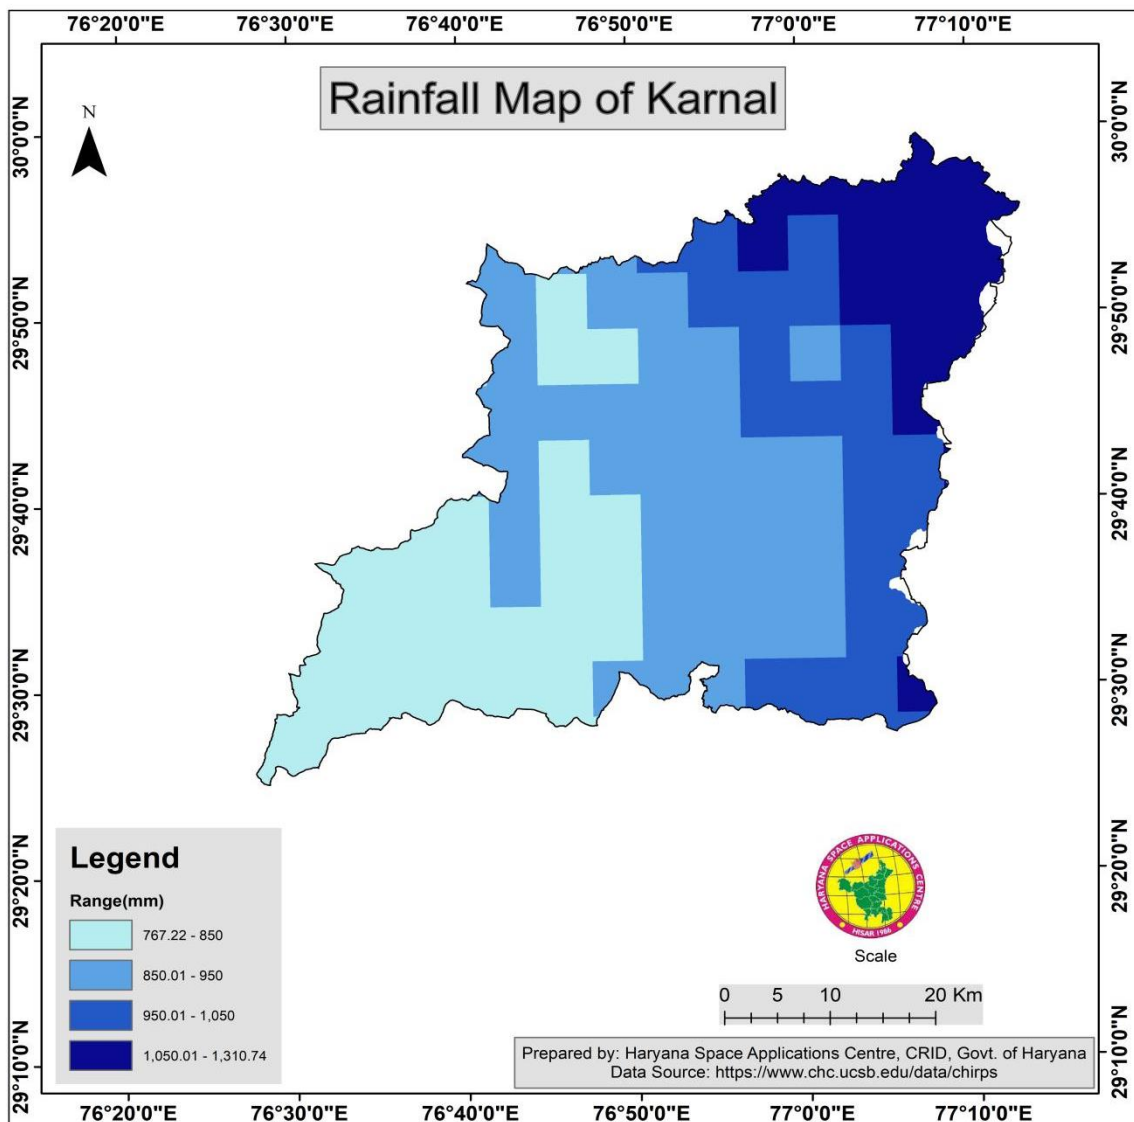 76°20'0"E 76°30'0"E 76°40'0"E 76°50'0"E 77°0'0"E 77°10'0"E
Rainfall Map of Karnal
N
30°0'0"N 30°0'0"N
29°50'0"N 29°50'0"N
29°40'0"N 29°40'0"N
29°30'0"N 29°30'0"N
29°20'0"N 29°20'0"N
29°10'0"N 29°10'0"N
Legend
Range(mm)
767.22 - 850
850.01 - 950
950.01 - 1,050
1,050.01 - 1,310.74
HARYANA SPACE APPLICATIONS CENTRE
HISAR 1986
Scale
0 5 10 20 Km
Prepared by: Haryana Space Applications Centre, CRID, Govt. of Haryana
Data Source: https://www.chc.ucsb.edu/data/chirps
76°20'0"E 76°30'0"E 76°40'0"E 76°50'0"E 77°0'0"E 77°10'0"E